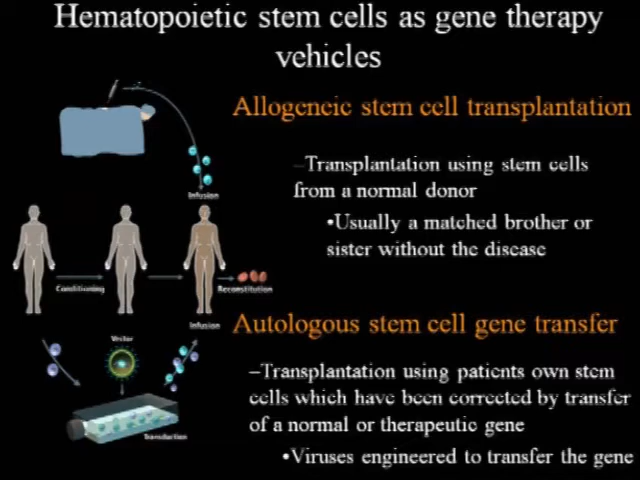 Hematopoietic stem cells as gene therapy
vehicles
Allogeneic stem cell transplantation
–Transplantation using stem cells
from a normal donor
•Usually a matched brother or
sister without the disease
Infusion
Conditioning
Reconstitution
Infusion
Autologous stem cell gene transfer
Vector
–Transplantation using patients own stem
cells which have been corrected by transfer
of a normal or therapeutic gene
Transduction
•Viruses engineered to transfer the gene